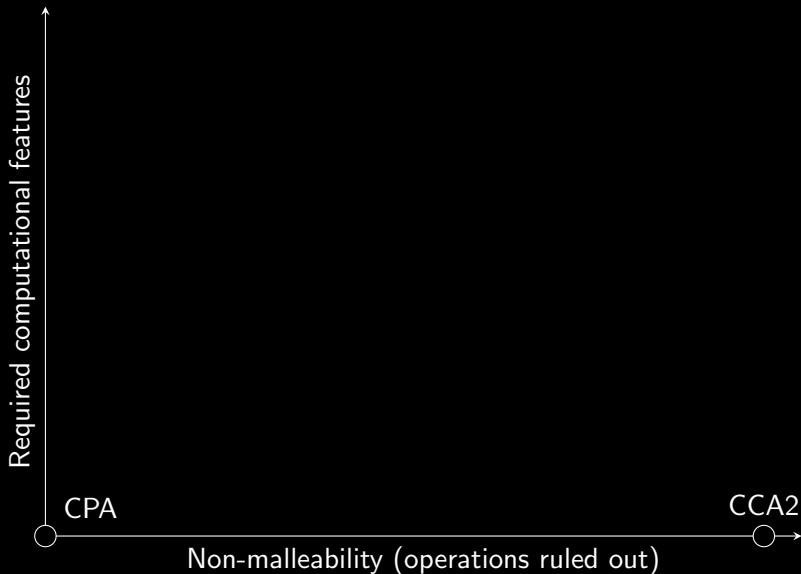 Required computational features
CPA
CCA2
Non-malleability (operations ruled out)